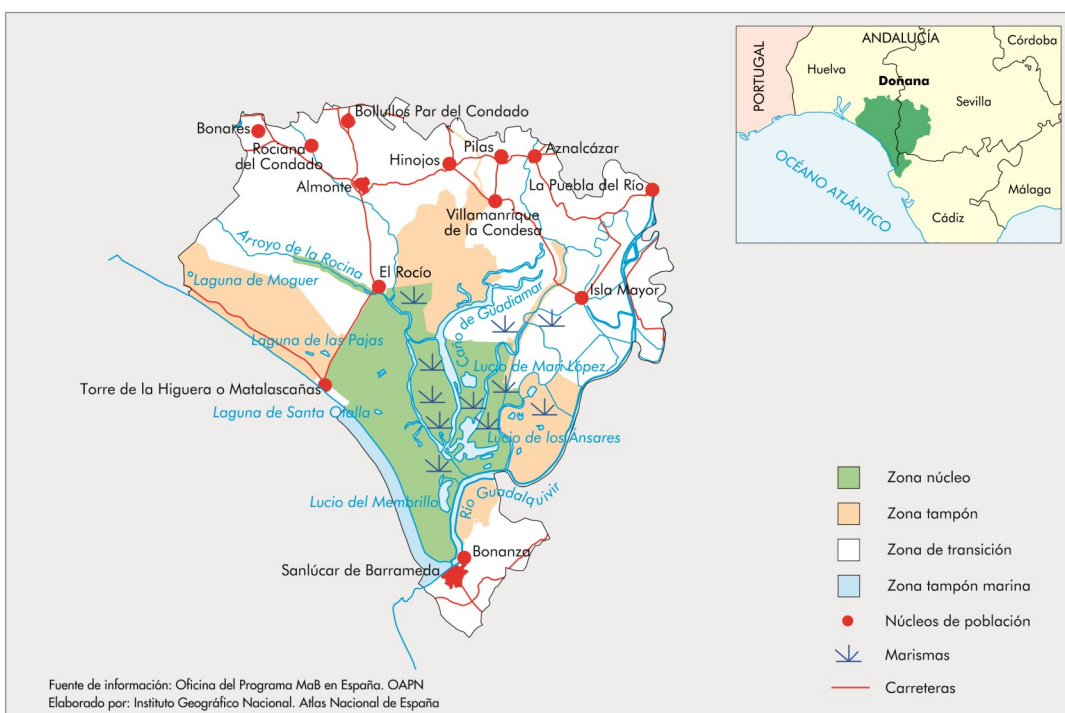 PORTUGAL
ANDALUCÍA
Córdoba
Huelva
Doñana
Sevilla
OCÉANO ATLÁNTICO
Málaga
Cádiz
Bollullos Par del Condado
Bonares
Rociana
del Condado
Pilas
Aznalcázar
Hinojos
Almonte
La Puebla del Río
Villamanrique
de la Condesa
Arroyo de la Rocina
El Rocío
Laguna de Moguer
Isla Mayor
Caño de Guadiamar
Laguna de las Pajas
Lucio de Mari López
Torre de la Higuera o Matalascañas
Laguna de Santa Olalla
Lucio de los Ánsares
Lucio del Membrillo
Río Guadalquivir
Bonanza
Sanlúcar de Barrameda
Zona núcleo
Zona tampón
Zona de transición
Zona tampón marina
Núcleos de población
Marismas
Carreteras
Fuente de información: Oficina del Programa MaB en España. OAPN
Elaborado por: Instituto Geográfico Nacional. Atlas Nacional de España